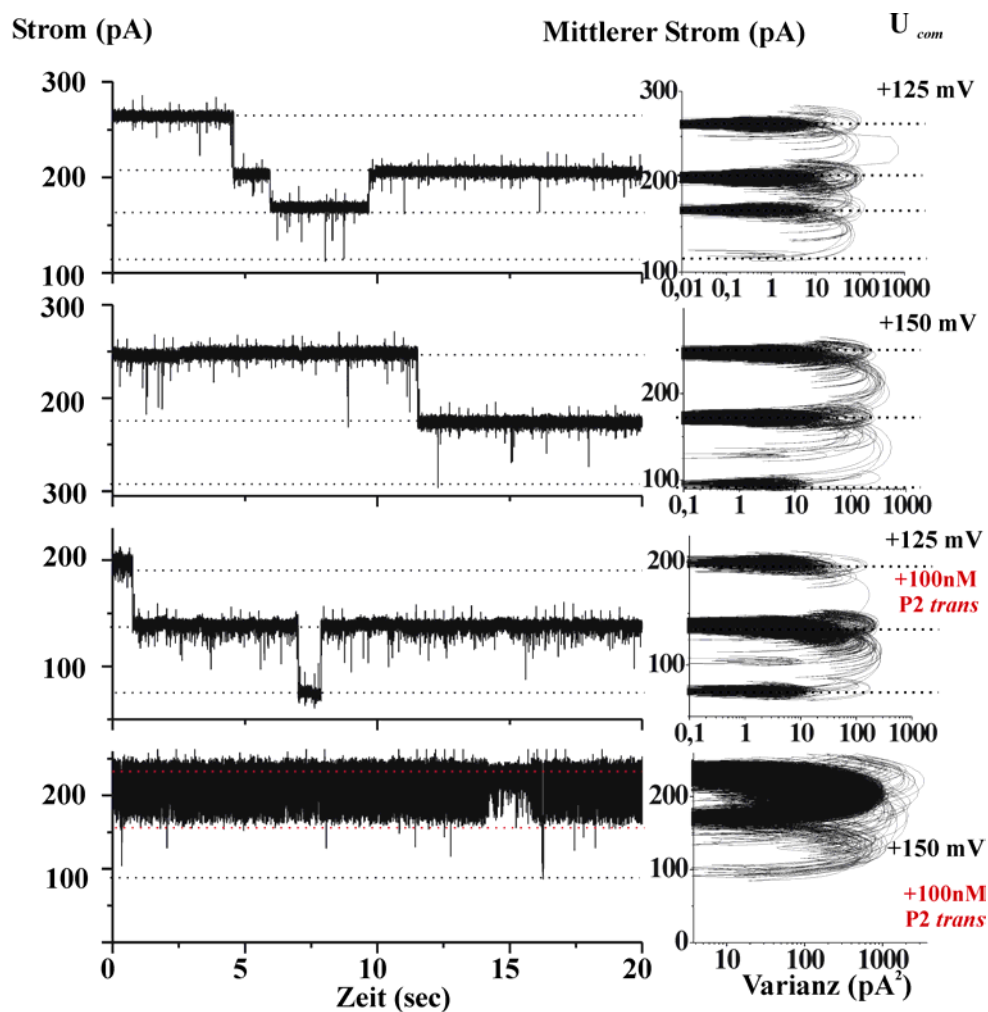 Strom (pA)
Mittlerer Strom (pA)
U com
300
200
100
300
200
100
+125 mV
0,01 0,1 1 10 100 1000
300
200
300
300
200
100
+150 mV
0,1 1 10 100 1000
200
100
200
100
+125 mV
+100nM
P2 trans
0,1 1 10 100 1000
200
100
0 5 10 15 20
Zeit (sec)
300
200
100
0
+150 mV
+100nM
P2 trans
10 100 1000
Varianz (pA²)